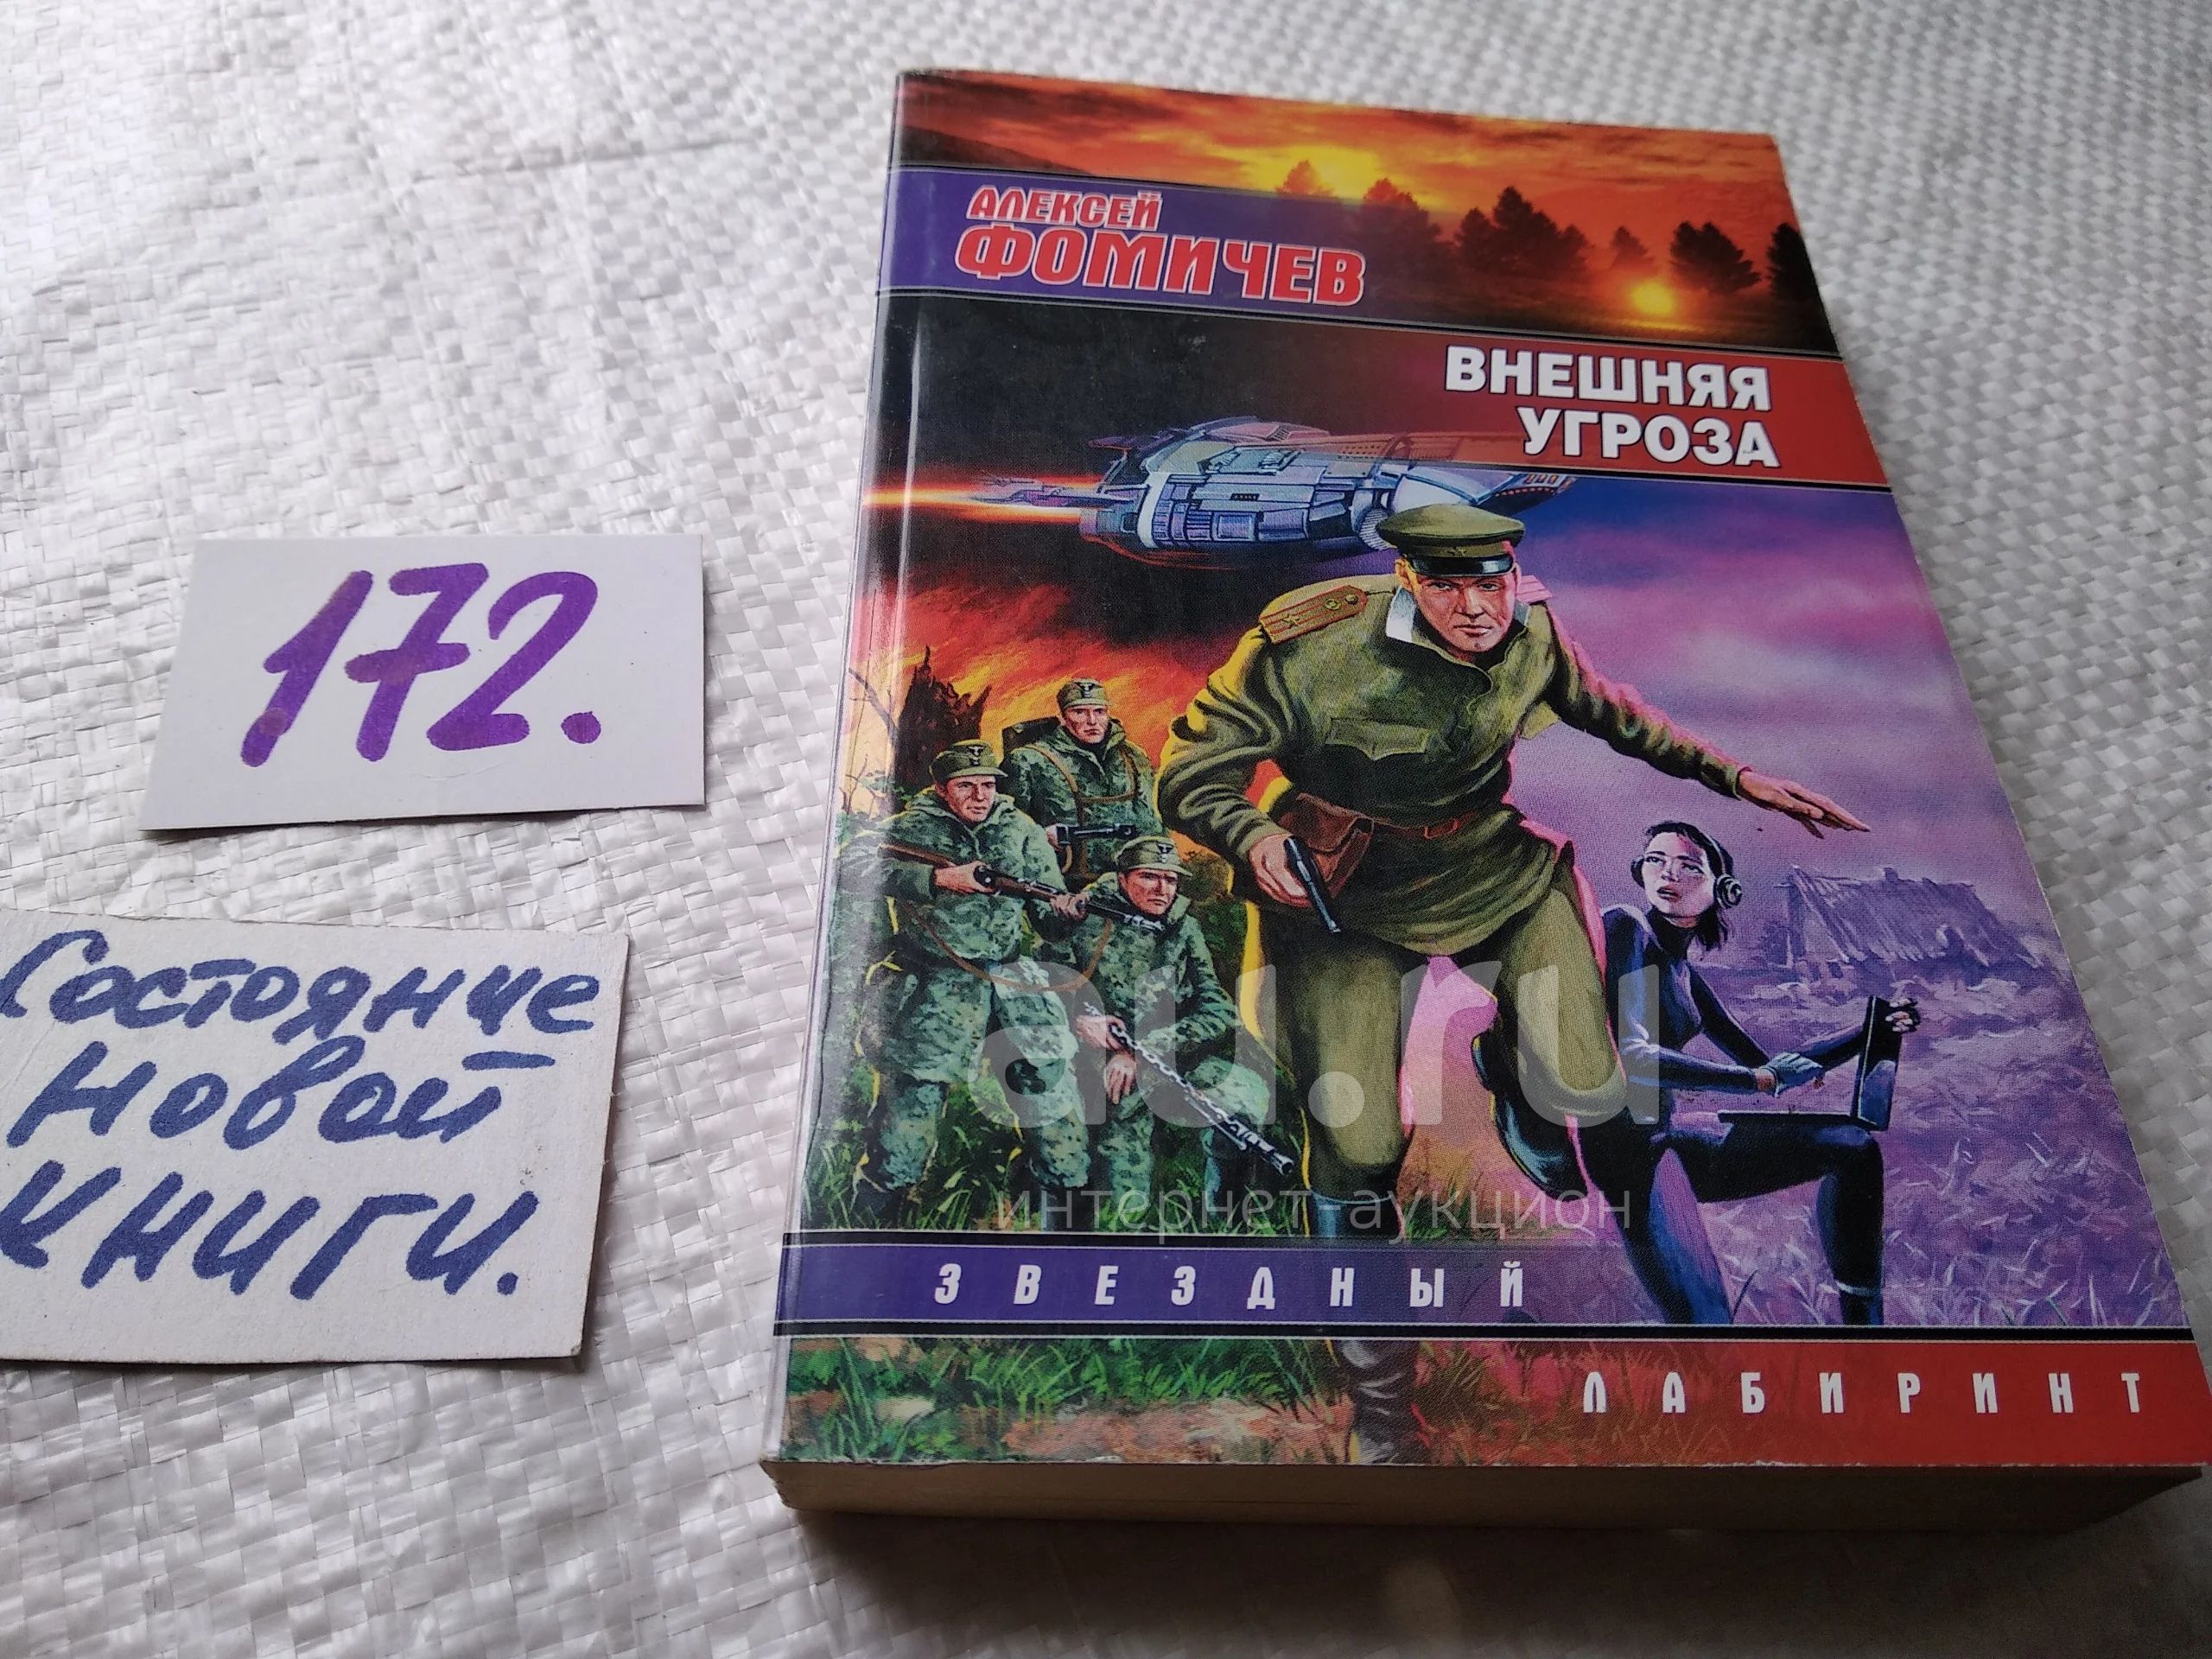 АЛЕКСЕЙ
ФОМИЧЕВ
ВНЕШНЯЯ
УГРОЗА
172.
Состояние
новой
книги.
au.ru
интернет-аукцион
ЗВЕЗДНЫЙ
ЛАБИРИНТ